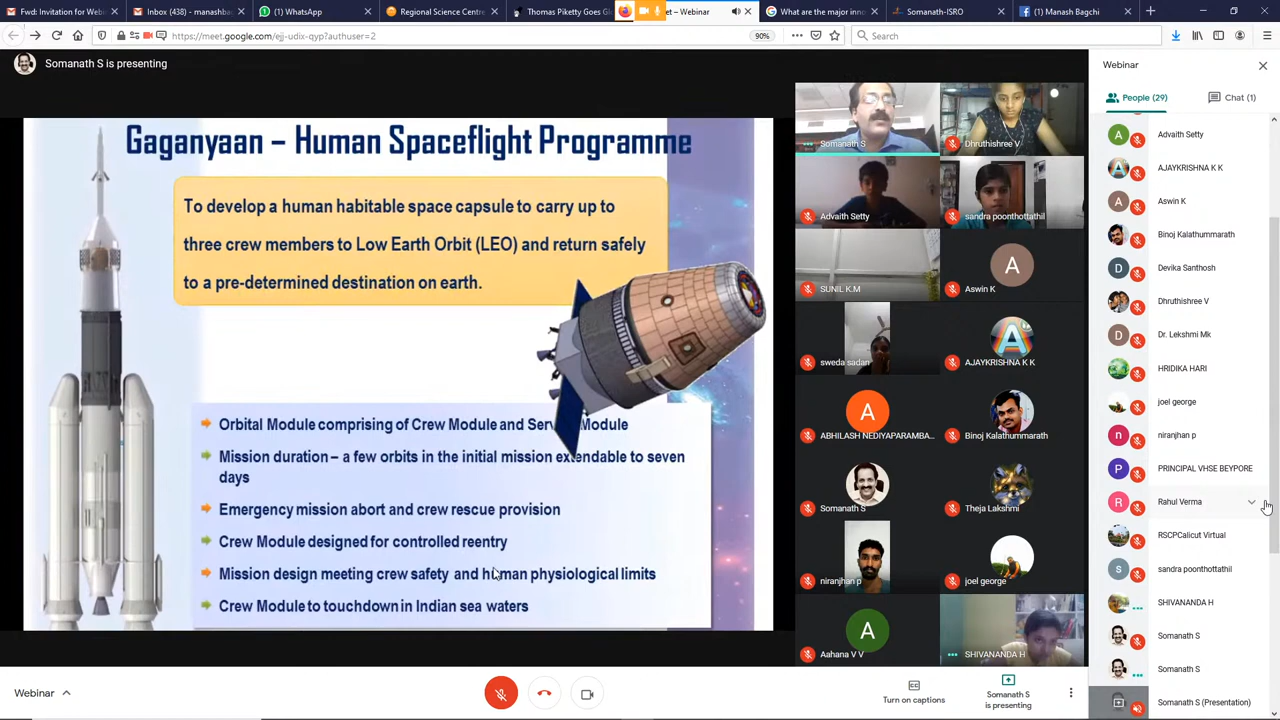 Fwd: Invitation for Webinar
Inbox (438) - manashbag
(1) WhatsApp
Regional Science Centre
Thomas Piketty Goes Gl
et – Webinar
What are the major inno
Somanath-ISRO
(1) Manash Bagchi
https://meet.google.com/ejj-udix-qyp?authuser=2
90%
Search
Somanath S is presenting
Gaganyaan – Human Spaceflight Programme
To develop a human habitable space capsule to carry up to
three crew members to Low Earth Orbit (LEO) and return safely
to a pre-determined destination on earth.
Orbital Module comprising of Crew Module and Service Module
Mission duration – a few orbits in the initial mission extendable to seven
days
Emergency mission abort and crew rescue provision
Crew Module designed for controlled reentry
Mission design meeting crew safety and human physiological limits
Crew Module to touchdown in Indian sea waters
Somanath S
Dhruthishree V
Advaith Setty
sandra poonthottathil
SUNIL K.M
A
Aswin K
sweda sadan
A
AJAYKRISHNA K K
A
ABHILASH NEDIYAPARAMBA...
Binoj Kalathummarath
Somanath S
Theja Lakshmi
niranjhan p
joel george
A
Aahana V V
SHIVANANDA H
Webinar
People (29)
Chat (1)
A
Advaith Setty
A
AJAYKRISHNA K K
A
Aswin K
Binoj Kalathummarath
D
Devika Santhosh
Dhruthishree V
D
Dr. Lekshmi Mk
HRIDIKA HARI
joel george
n
niranjhan p
P
PRINCIPAL VHSE BEYPORE
R
Rahul Verma
RSCPCalicut Virtual
s
sandra poonthottathil
SHIVANANDA H
Somanath S
Somanath S
Somanath S (Presentation)
Webinar
CC
Turn on captions
Somanath S
is presenting